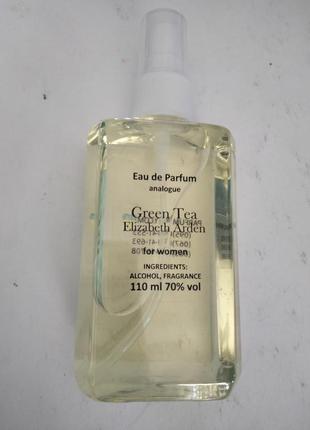 Eau de Parfum
analogue
Green Tea
Elizabeth Arden
for women
INGREDIENTS:
ALCOHOL, FRAGRANCE
110 ml 70% vol